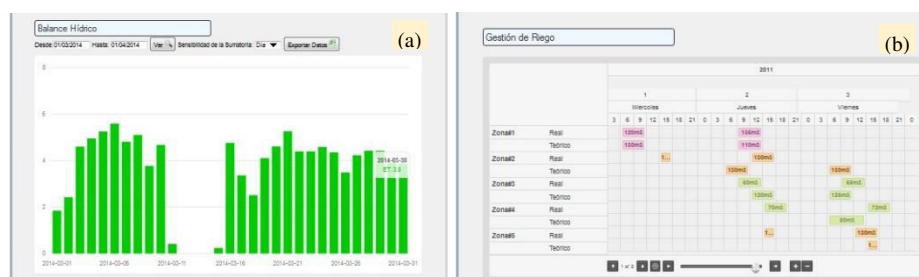 Balance Hídrico
(a)
Desde: 01/03/2014 Hasta: 01/04/2014 Ver Sensibilidad de la Sumatoria: Dia Exportar Datos
8
6
4
2
0
2014-03-30
ET: 3.8
2014-03-01 2014-03-06 2014-03-11 2014-03-16 2014-03-21 2014-03-26 2014-03-31
Gestión de Riego
(b)
2011
1 2 3
Miercoles Jueves Viernes
3 6 9 12 15 18 21 0 3 6 9 12 15 18 21 0 3 6 9 12 15 18 21 0
Zona#1 Real 120m3 106m3
Teórico 100m3 110m3
Zona#2 Real 1... 100m3
Teórico 100m3 100m3
Zona#3 Real 60m3 68m3
Teórico 120m3 120m3
Zona#4 Real 70m3 73m3
Teórico 80m3
Zona#5 Real 1... 120m3
Teórico 1...